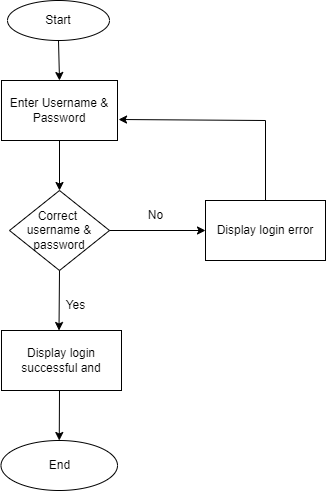 Start
Enter Username &
Password
Correct
username &
password
No
Display login error
Yes
Display login
successful and
End